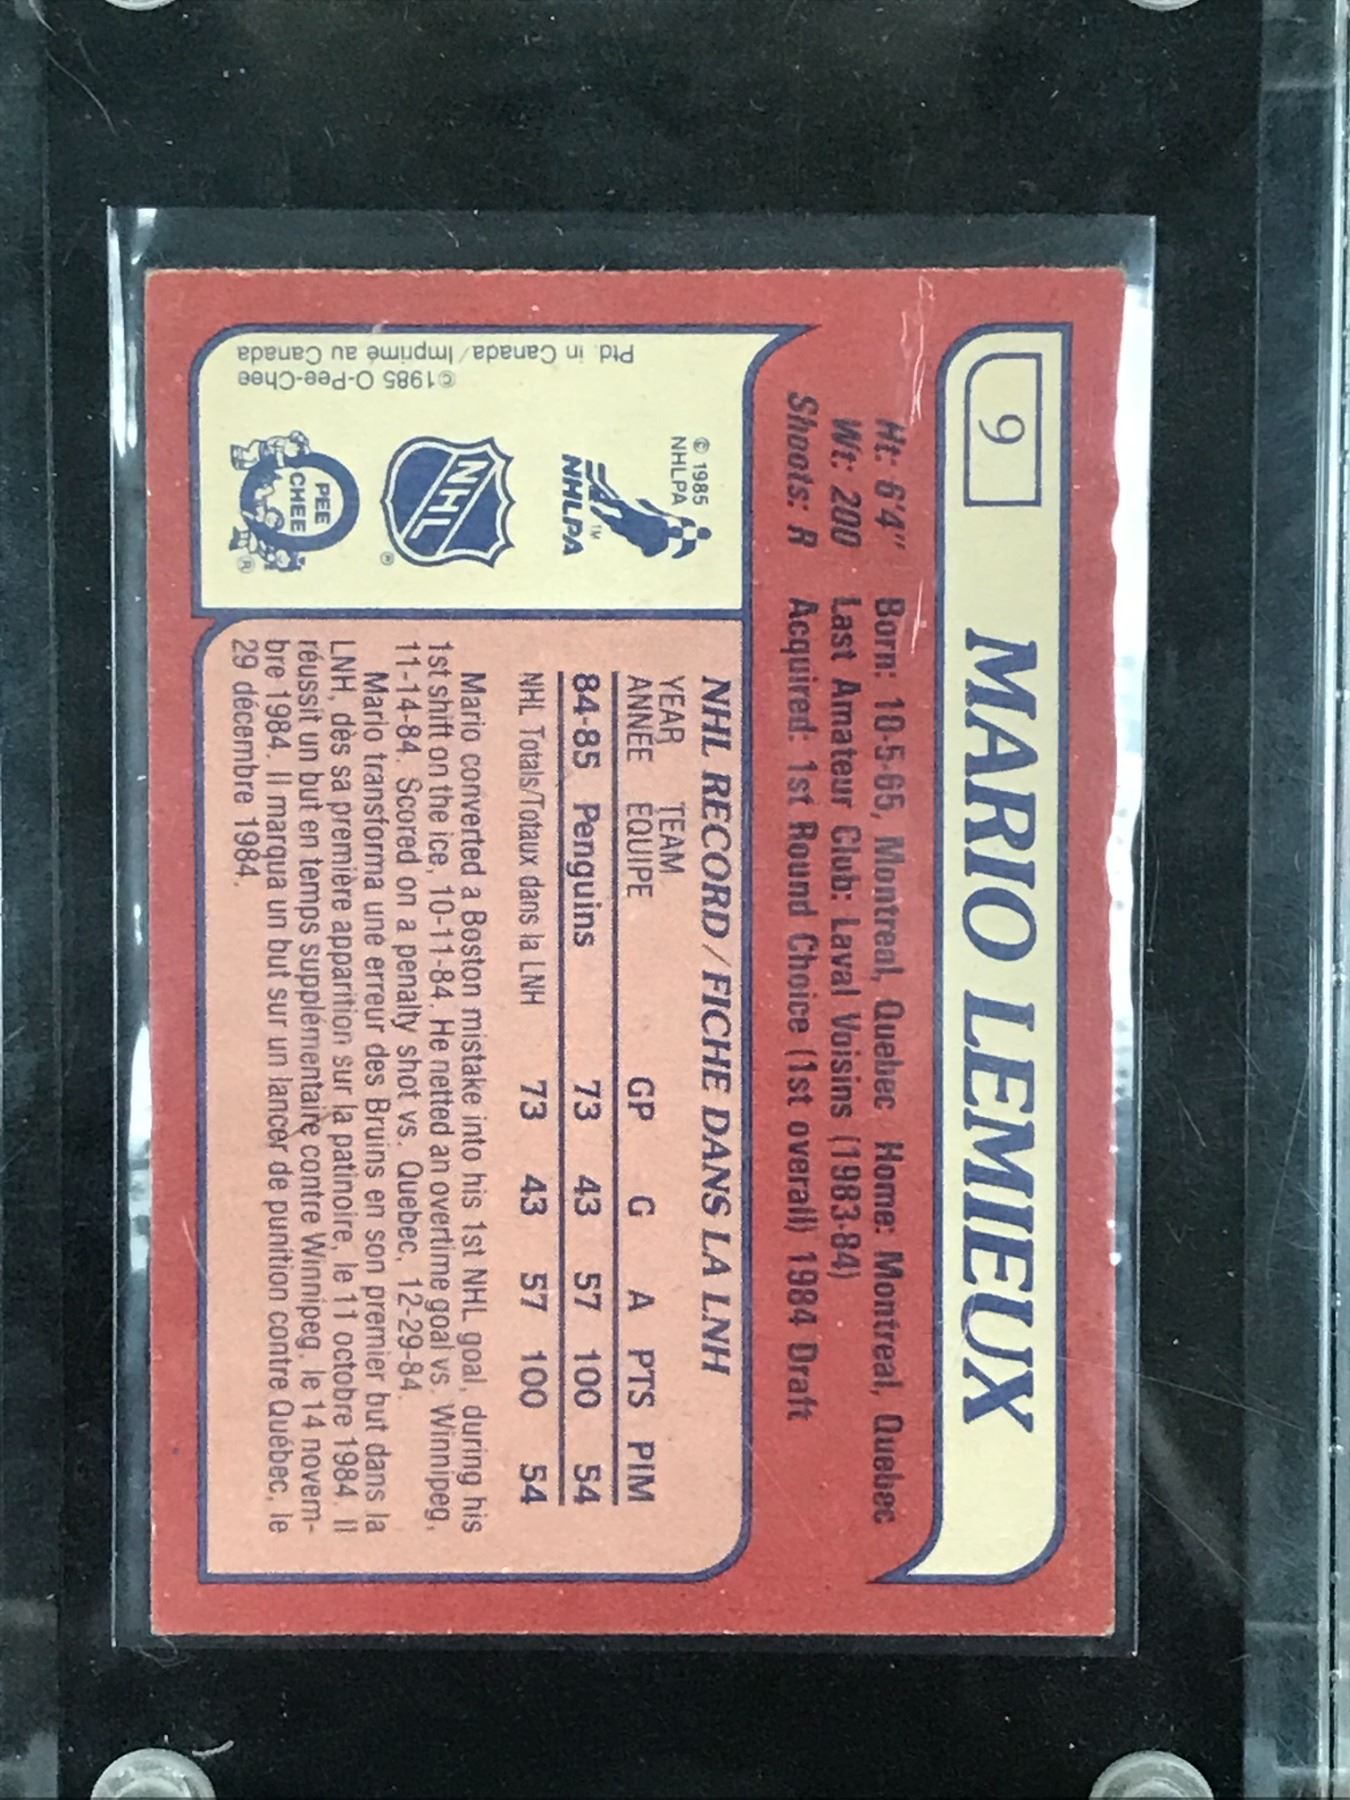 9
MARIO LEMIEUX
Ht: 6'4" Born: 10-5-65, Montreal, Quebec Home: Montreal, Quebec
Wt: 200 Last Amateur Club: Laval Voisins (1983-84)
Shoots: R Acquired: 1st Round Choice (1st overall) 1984 Draft
© 1985
NHLPA
TM
NHLPA
NHL
®
PEE
CHEE
®
©1985 O-Pee-Chee
Ptd. in Canada/Imprimé au Canada
NHL RECORD/FICHE DANS LA LNH
YEAR TEAM
ANNÉE ÉQUIPE GP G A PTS PIM
84-85 Penguins 73 43 57 100 54
NHL Totals/Totaux dans la LNH 73 43 57 100 54
Mario converted a Boston mistake into his 1st NHL goal, during his
1st shift on the ice, 10-11-84. He netted an overtime goal vs. Winnipeg,
11-14-84. Scored on a penalty shot vs. Quebec, 12-29-84.
Mario transforma une erreur des Bruins en son premier but dans la
LNH, dès sa première apparition sur la patinoire, le 11 octobre 1984. Il
réussit un but en temps supplémentaire contre Winnipeg, le 14 novem-
bre 1984. Il marqua un but sur un lancer de punition contre Québec, le
29 décembre 1984.